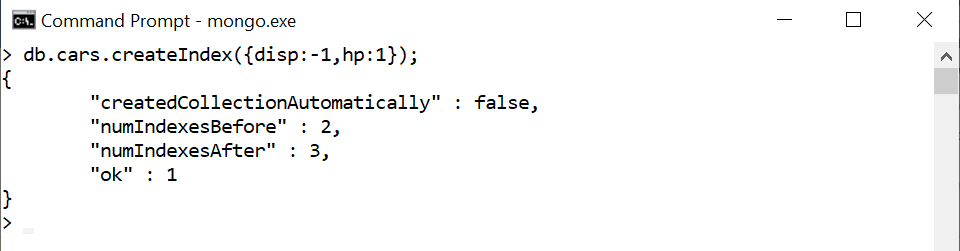 Command Prompt - mongo.exe
> db.cars.createIndex({disp:-1,hp:1});
{
        "createdCollectionAutomatically" : false,
        "numIndexesBefore" : 2,
        "numIndexesAfter" : 3,
        "ok" : 1
}
>